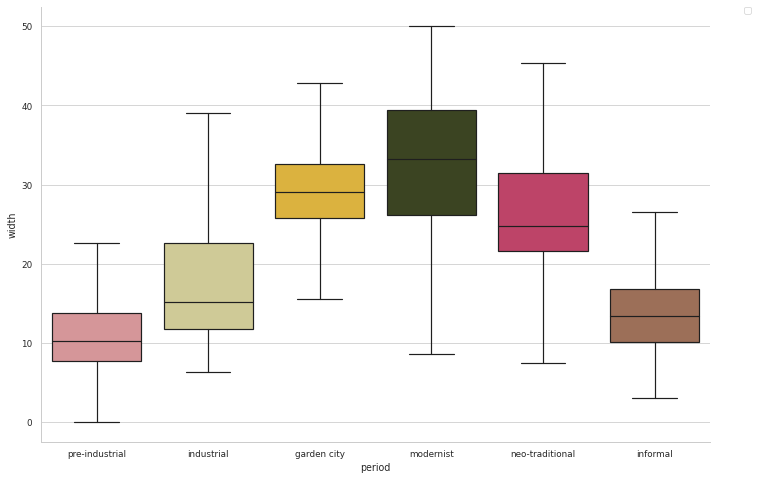 50
40
30
20
10
0
width
pre-industrial
industrial
garden city
modernist
neo-traditional
informal
period